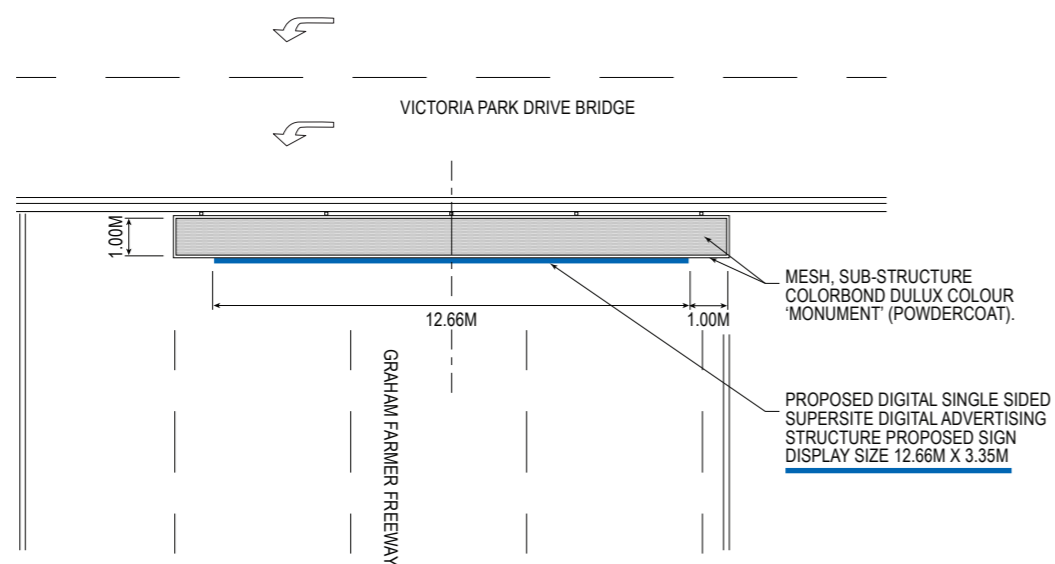 VICTORIA PARK DRIVE BRIDGE
1.00M
MESH, SUB-STRUCTURE
COLORBOND DULUX COLOUR
‘MONUMENT’ (POWDERCOAT).
12.66M
1.00M
GRAHAM FARMER FREEWAY
PROPOSED DIGITAL SINGLE SIDED
SUPERSITE DIGITAL ADVERTISING
STRUCTURE PROPOSED SIGN
DISPLAY SIZE 12.66M X 3.35M